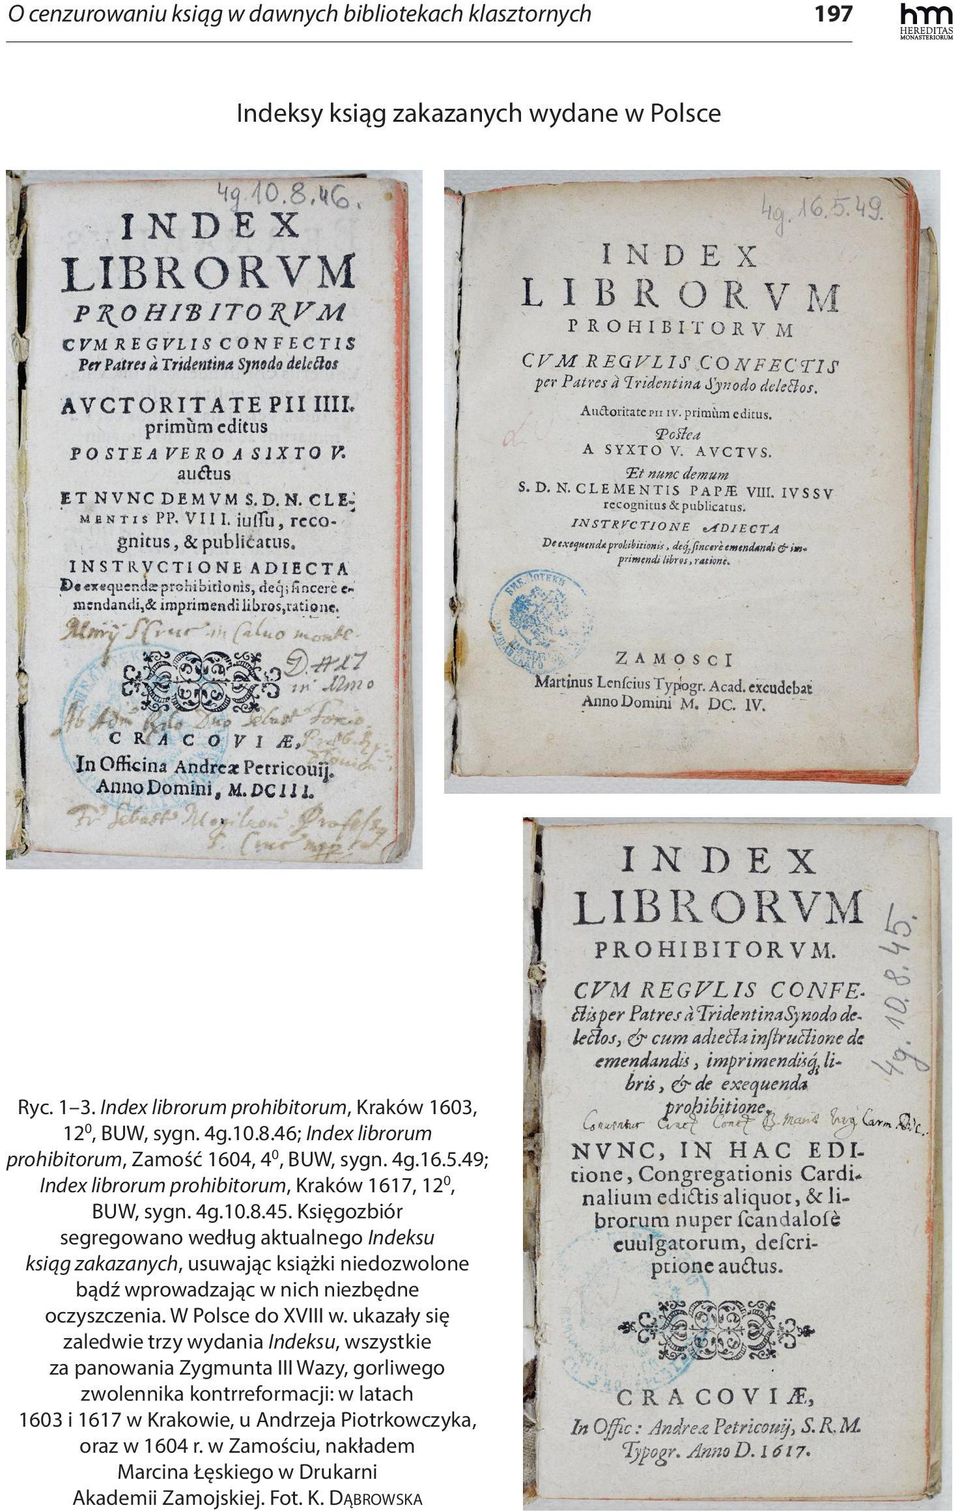 O cenzurowaniu ksiąg w dawnych bibliotekach klasztornych 197
hm
HEREDITAS
MONASTERIORUM
Indeksy ksiąg zakazanych wydane w Polsce
4g.10.8.46.
INDEX
LIBRORVM
PROHIBITORVM
CVM REGVLIS CONFECTIS
Per Patres à Tridentina Synodo delectos
AVCTORITATE PII IIII.
primùm editus
POSTEA VERO A SIXTO V.
auctus
ET NVNC DEMVM S. D. N. CLE-
MENTIS PP. VIII. iussu, reco-
gnitus, & publicatus.
INSTRVCTIONE ADIECTA
De exequendæ prohibitionis, deq; sincere e-
mendandi, & imprimendi libros, ratione.
in Caluo monte
CRACOVIÆ,
In Officina Andreæ Petricouij.
Anno Domini, M. DCIII.
4g.16.5.49.
INDEX
LIBRORVM
PROHIBITORVM
CVM REGVLIS CONFECTIS
per Patres à Tridentina Synodo delectos.
Auctoritate PII IV. primùm editus.
Postea
A SYXTO V. AVCTVS.
Et nunc demum
S. D. N. CLEMENTIS PAPÆ VIII. IVSSV
recognitus & publicatus.
INSTRVCTIONE ADIECTA
De exequendæ prohibitionis, deq; sincerè emendandi & im-
primendi libros, ratione.
ZAMOSCI
Martinus Lenscius Typogr. Acad. excudebat
Anno Domini M. DC. IV.
4g.10.8.45.
INDEX
LIBRORVM
PROHIBITORVM.
CVM REGVLIS CONFE-
ctis per Patres à Tridentina Synodo de-
lectos, & cum adiecta instructione de
emendandis, imprimendisq; li-
bris, & de exequenda
prohibitione.
NVNC, IN HAC EDI-
tione, Congregationis Cardi-
nalium edictis aliquot, & li-
brorum nuper scandalosè
euulgatorum, descri-
ptione auctus.
CRACOVIÆ,
In Offic: Andreæ Petricouij, S. R. M.
Typogr. Anno D. 1617.
Ryc. 1–3. Index librorum prohibitorum, Kraków 1603,
12⁰, BUW, sygn. 4g.10.8.46; Index librorum
prohibitorum, Zamość 1604, 4⁰, BUW, sygn. 4g.16.5.49;
Index librorum prohibitorum, Kraków 1617, 12⁰,
BUW, sygn. 4g.10.8.45. Księgozbiór
segregowano według aktualnego Indeksu
ksiąg zakazanych, usuwając książki niedozwolone
bądź wprowadzając w nich niezbędne
oczyszczenia. W Polsce do XVIII w. ukazały się
zaledwie trzy wydania Indeksu, wszystkie
za panowania Zygmunta III Wazy, gorliwego
zwolennika kontrreformacji: w latach
1603 i 1617 w Krakowie, u Andrzeja Piotrkowczyka,
oraz w 1604 r. w Zamościu, nakładem
Marcina Łęskiego w Drukarni
Akademii Zamojskiej. Fot. K. DĄBROWSKA